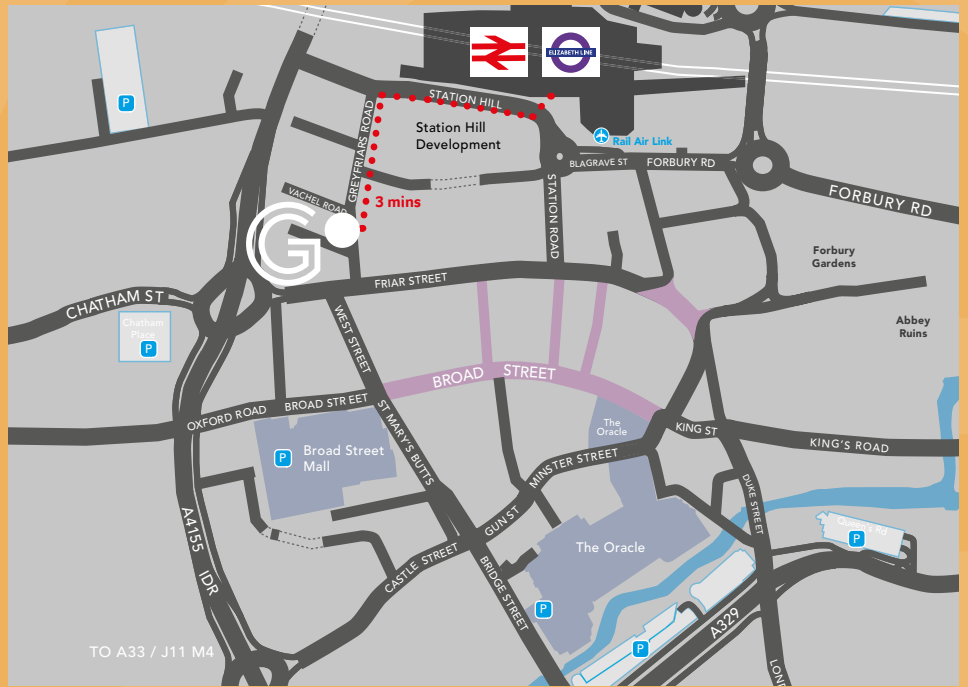 ELIZABETH LINE
P
STATION HILL
GREYFRIARS ROAD
Station Hill
Development
Rail Air Link
BLAGRAVE ST
FORBURY RD
FORBURY RD
STATION ROAD
VACHEL ROAD
3 mins
G
Forbury
Gardens
FRIAR STREET
CHATHAM ST
Chatham
Place
P
Abbey
Ruins
WEST STREET
BROAD STREET
OXFORD ROAD
BROAD STREET
ST MARY'S BUTTS
The
Oracle
KING ST
KING'S ROAD
P
Broad Street
Mall
MINSTER STREET
DUKE STREET
A4155
IDR
GUN ST
Queen's Rd
P
CASTLE STREET
BRIDGE STREET
The Oracle
P
A329
P
TO A33 / J11 M4